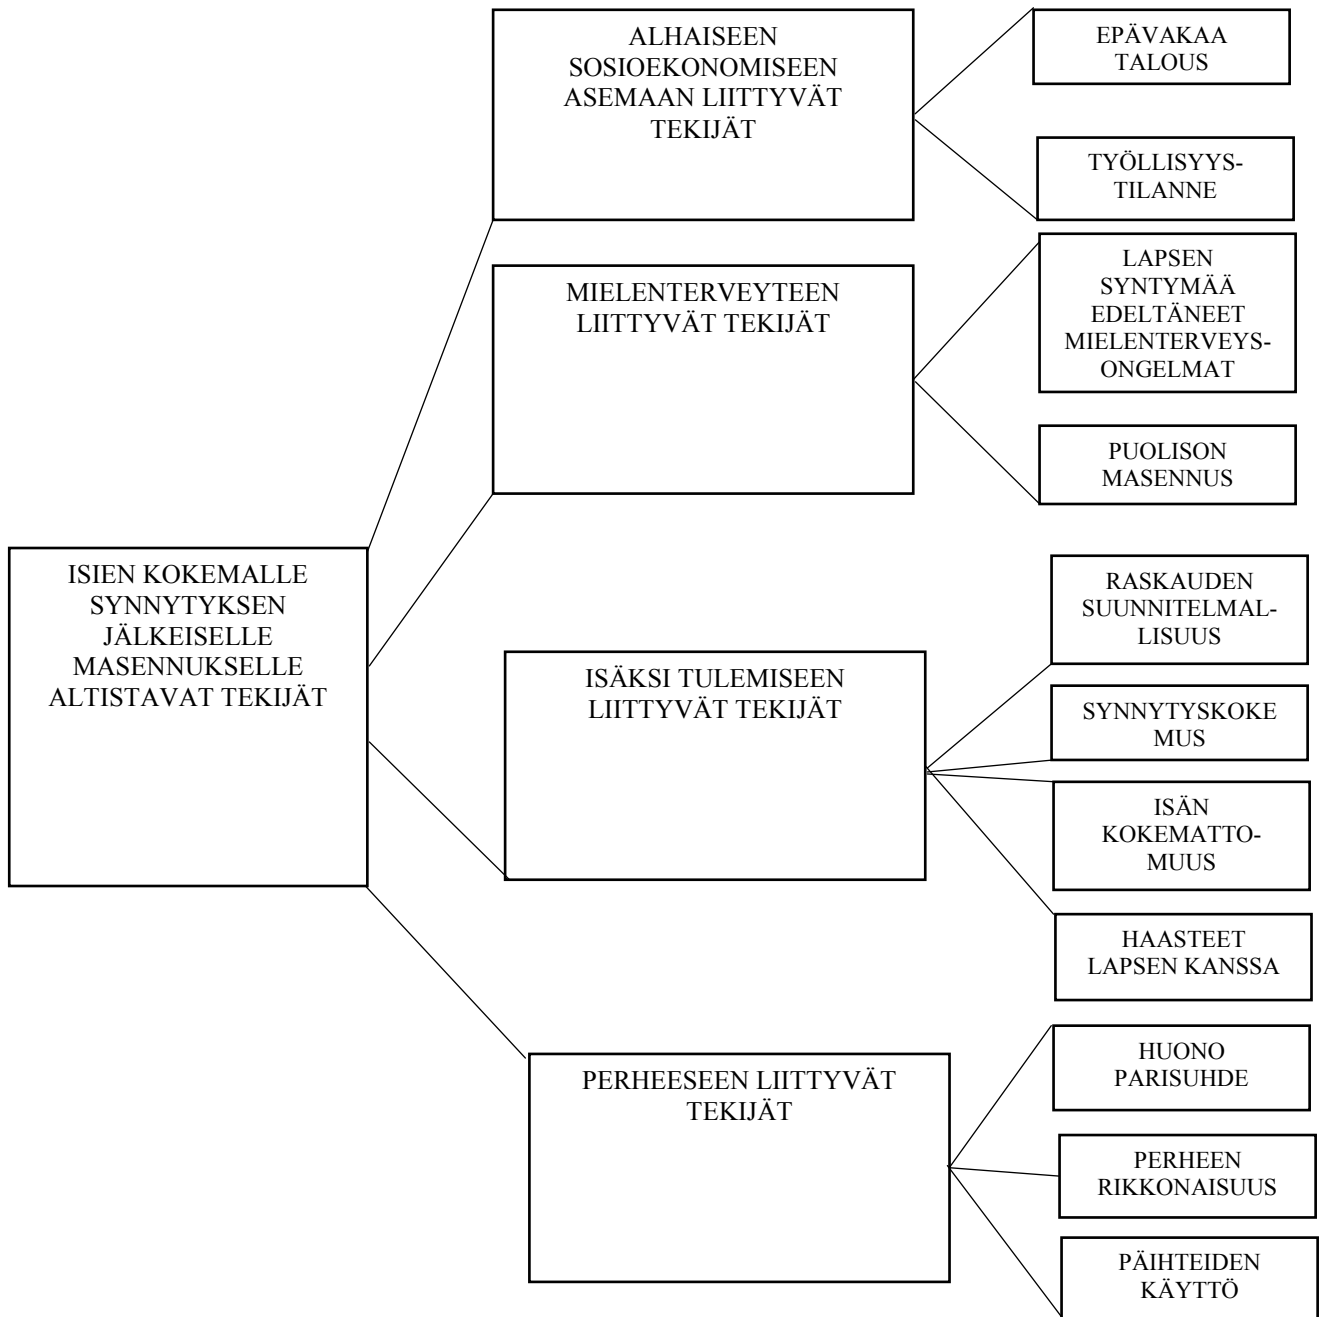 ALHAISEEN
SOSIOEKONOMISEEN
ASEMAAN LIITTYVÄT
TEKIJÄT
EPÄVAKAA
TALOUS
TYÖLLISYYS-
TILANNE
MIELENTERVEYTEEN
LIITTYVÄT TEKIJÄT
LAPSEN
SYNTYMÄÄ
EDELTÄNEET
MIELENTERVEYS-
ONGELMAT
PUOLISON
MASENNUS
ISIEN KOKEMALLE
SYNNYTYKSEN
JÄLKEISELLE
MASENNUKSELLE
ALTISTAVAT TEKIJÄT
ISÄKSI TULEMISEEN
LIITTYVÄT TEKIJÄT
RASKAUDEN
SUUNNITELMAL-
LISUUS
SYNNYTYSKOKE
MUS
ISÄN
KOKEMATTO-
MUUS
HAASTEET
LAPSEN KANSSA
PERHEESEEN LIITTYVÄT
TEKIJÄT
HUONO
PARISUHDE
PERHEEN
RIKKONAISUUS
PÄIHTEIDEN
KÄYTTÖ